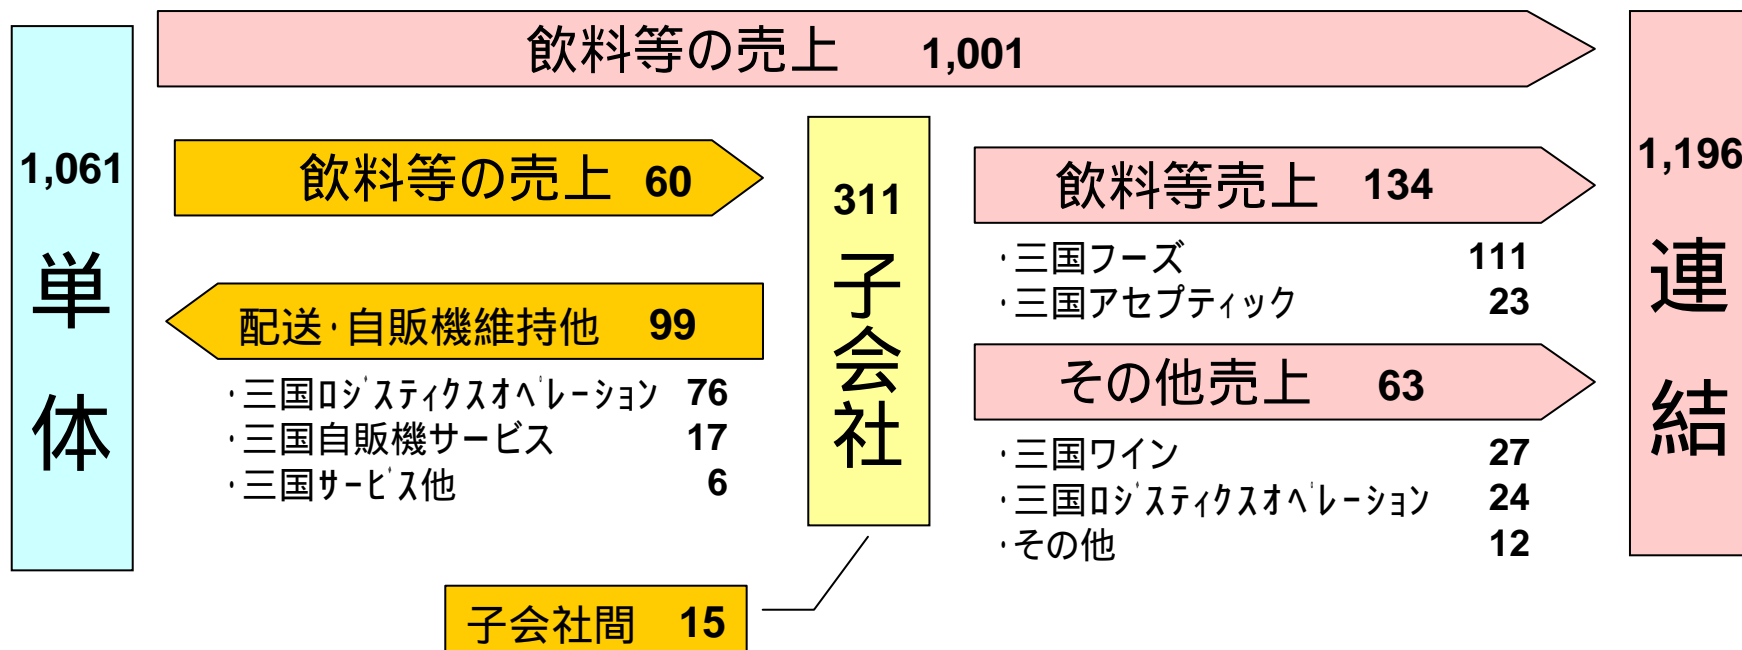 飲料等の売上 1,001
1,061
単体
飲料等の売上 60
配送・自販機維持他 99
・三国ﾛｼﾞｽﾃｨｸｽｵﾍﾟﾚｰｼｮﾝ 76
・三国自販機サービス 17
・三国ｻｰﾋﾞｽ他 6
311
子会社
子会社間 15
飲料等売上 134
・三国フーズ 111
・三国アセプティック 23
その他売上 63
・三国ワイン 27
・三国ﾛｼﾞｽﾃｨｸｽｵﾍﾟﾚｰｼｮﾝ 24
・その他 12
1,196
連結